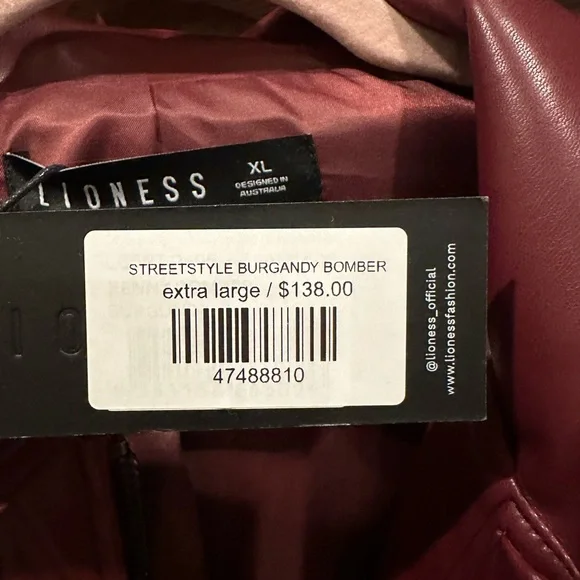 LIONESS
XL
DESIGNED IN
AUSTRALIA
STREETSTYLE BURGANDY BOMBER
extra large / $138.00
47488810
@lioness_official
www.lionessfashion.com
I O